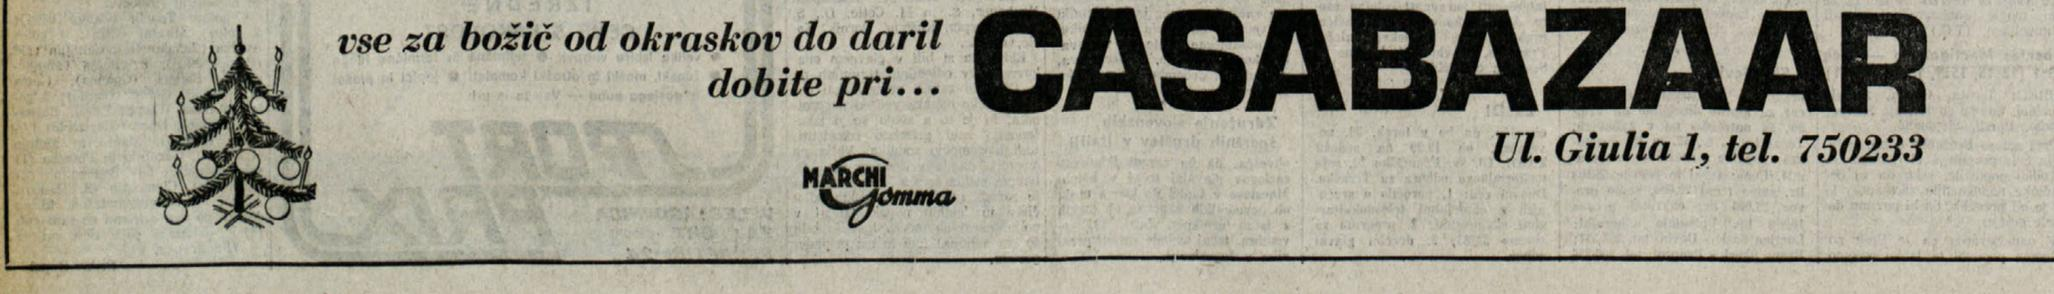 vse za božič od okraskov do daril
dobite pri...
CASABAZAAR
Ul. Giulia 1, tel. 750233
MARCHI
Gomma